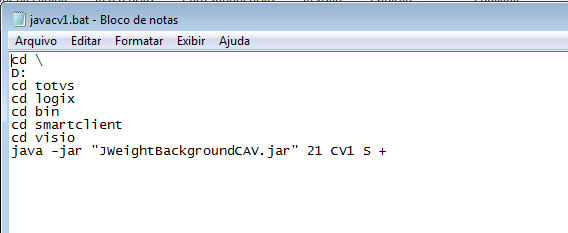 javacv1.bat - Bloco de notas
Arquivo Editar Formatar Exibir Ajuda
cd \
D:
cd totvs
cd logix
cd bin
cd smartclient
cd visio
java -jar "JWeightBackgroundCAV.jar" 21 CV1 S +